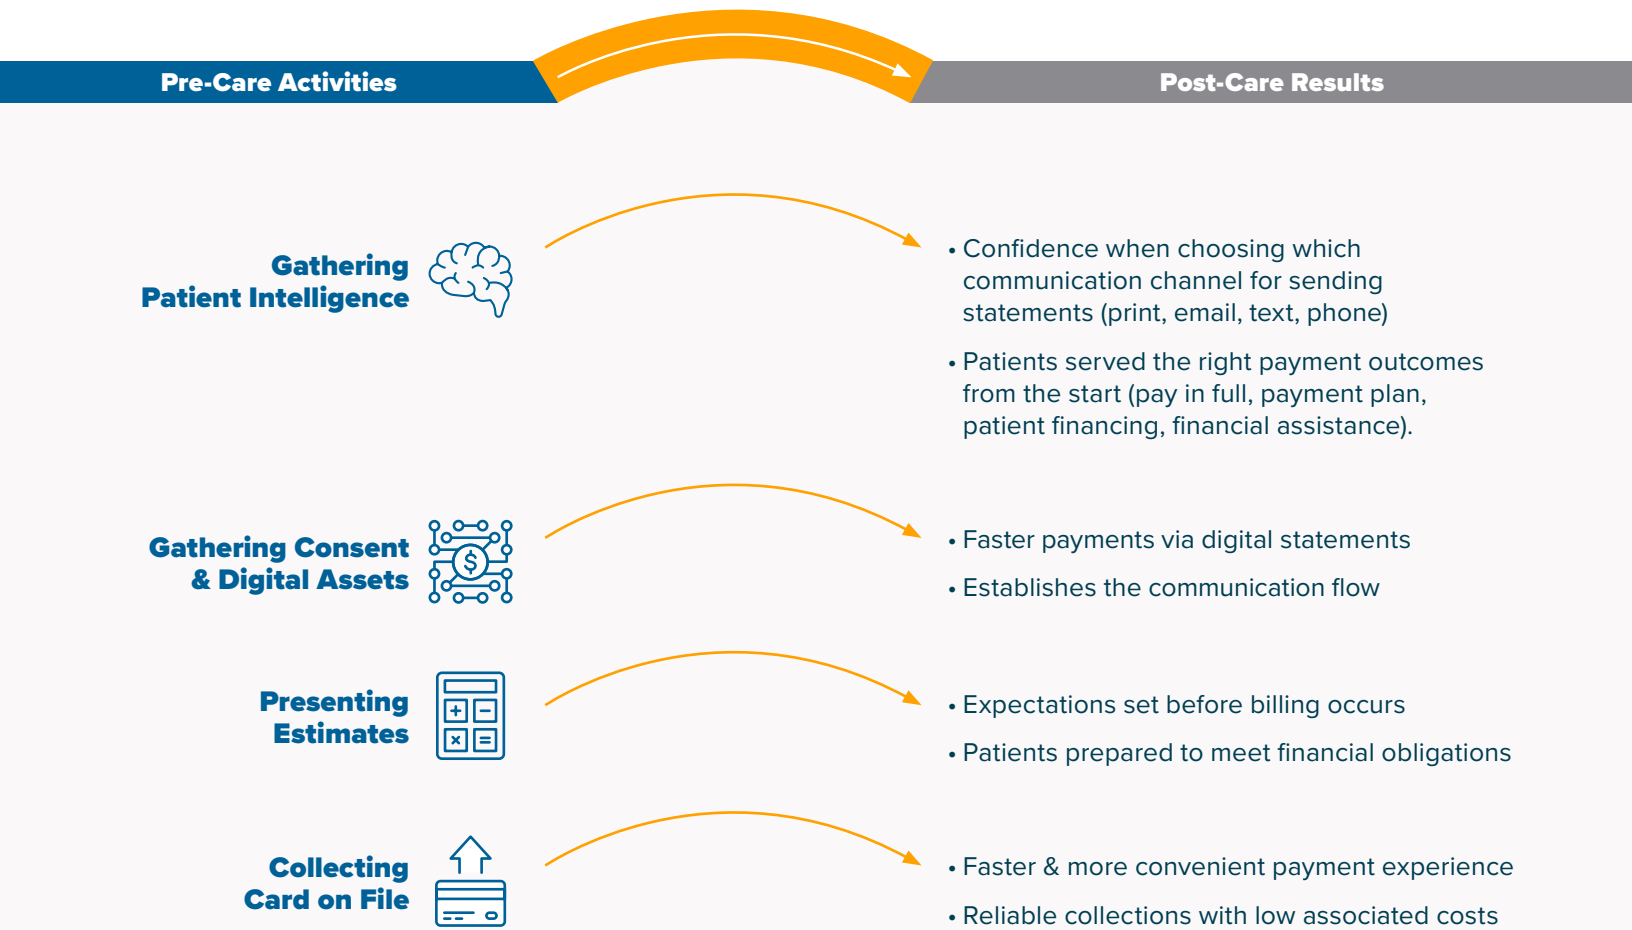 Pre-Care Activities
Post-Care Results
Gathering
Patient Intelligence
• Confidence when choosing which
communication channel for sending
statements (print, email, text, phone)
• Patients served the right payment outcomes
from the start (pay in full, payment plan,
patient financing, financial assistance).
Gathering Consent
& Digital Assets
$
• Faster payments via digital statements
• Establishes the communication flow
Presenting
Estimates
+ −
× =
• Expectations set before billing occurs
• Patients prepared to meet financial obligations
Collecting
Card on File
• Faster & more convenient payment experience
• Reliable collections with low associated costs